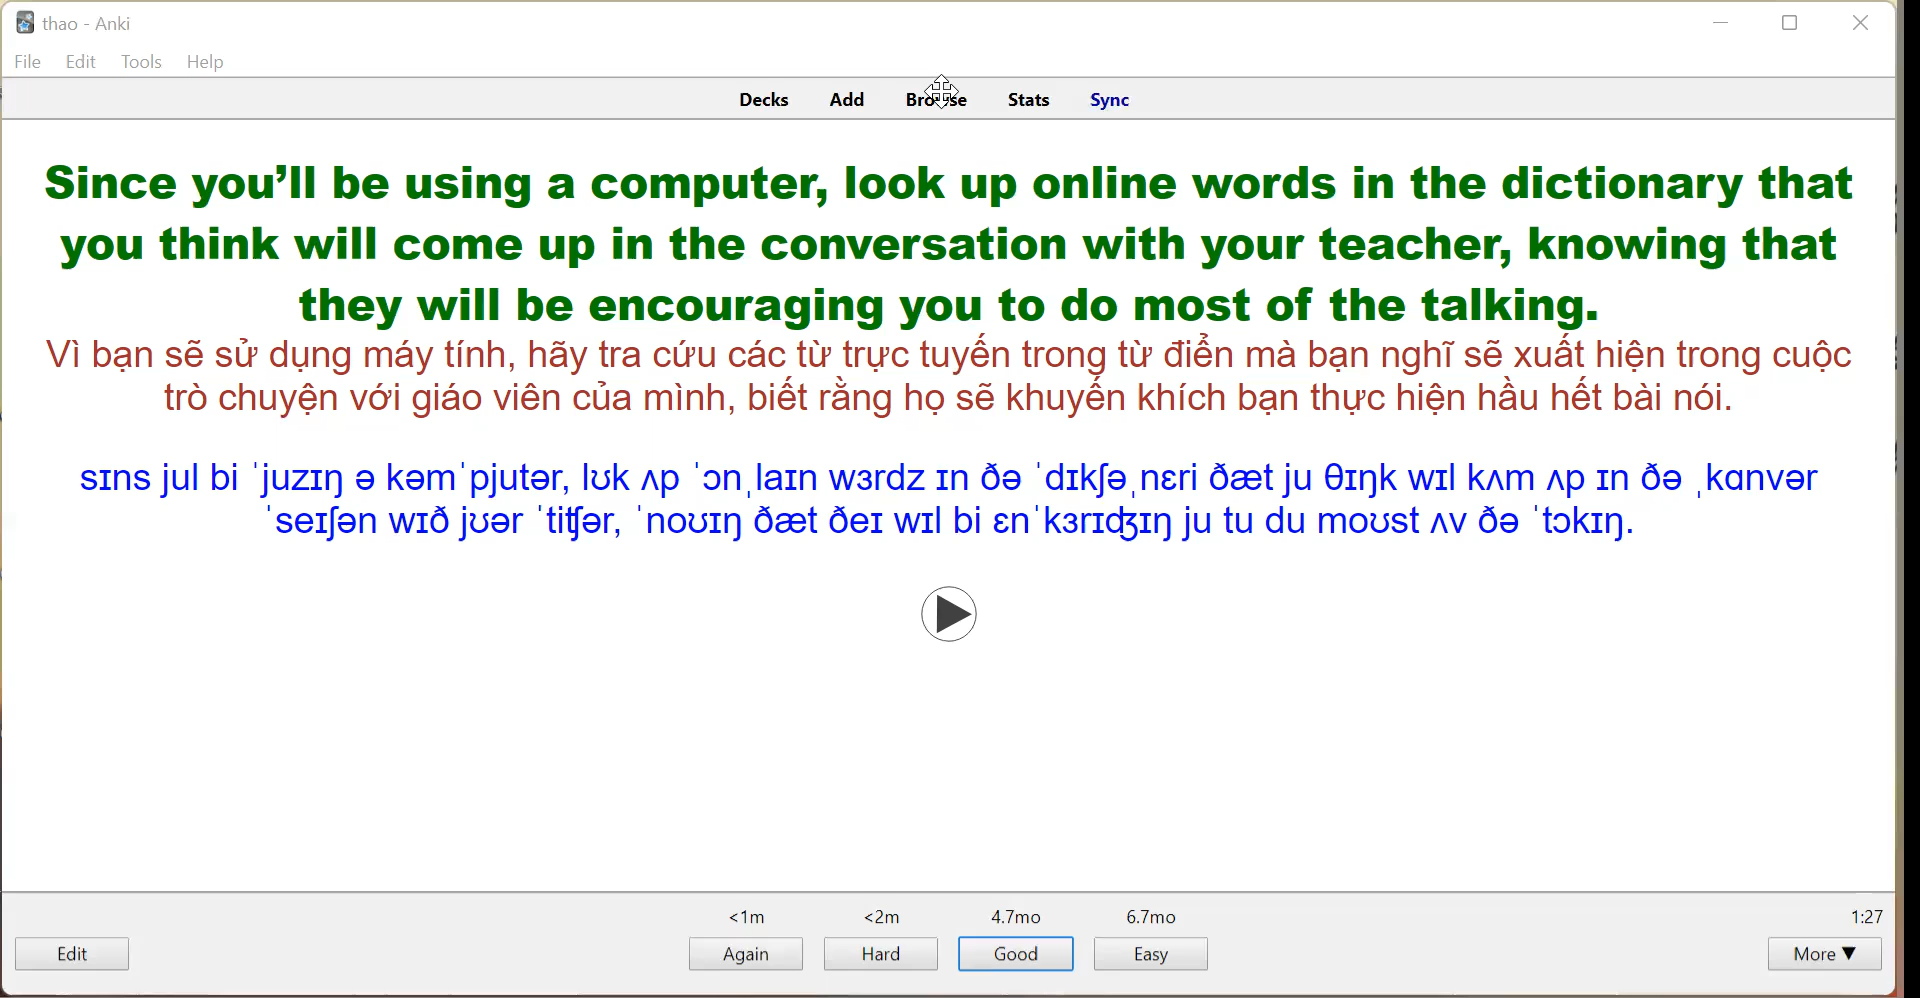 thao - Anki
File Edit Tools Help
Decks Add Browse Stats Sync
Since you’ll be using a computer, look up online words in the dictionary that
you think will come up in the conversation with your teacher, knowing that
they will be encouraging you to do most of the talking.
Vì bạn sẽ sử dụng máy tính, hãy tra cứu các từ trực tuyến trong từ điển mà bạn nghĩ sẽ xuất hiện trong cuộc
trò chuyện với giáo viên của mình, biết rằng họ sẽ khuyến khích bạn thực hiện hầu hết bài nói.
sɪns jul bi ˈjuzɪŋ ə kəmˈpjutər, lʊk ʌp ˈɔnˌlaɪn wɜrdz ɪn ðə ˈdɪkʃəˌnɛri ðæt ju θɪŋk wɪl kʌm ʌp ɪn ðə ˌkɑnvər
ˈseɪʃən wɪð jʊər ˈtiʧər, ˈnoʊɪŋ ðæt ðeɪ wɪl bi ɛnˈkɜrɪʤɪŋ ju tu du moʊst ʌv ðə ˈtɔkɪŋ.
<1m <2m 4.7mo 6.7mo 1:27
Edit Again Hard Good Easy More ▼